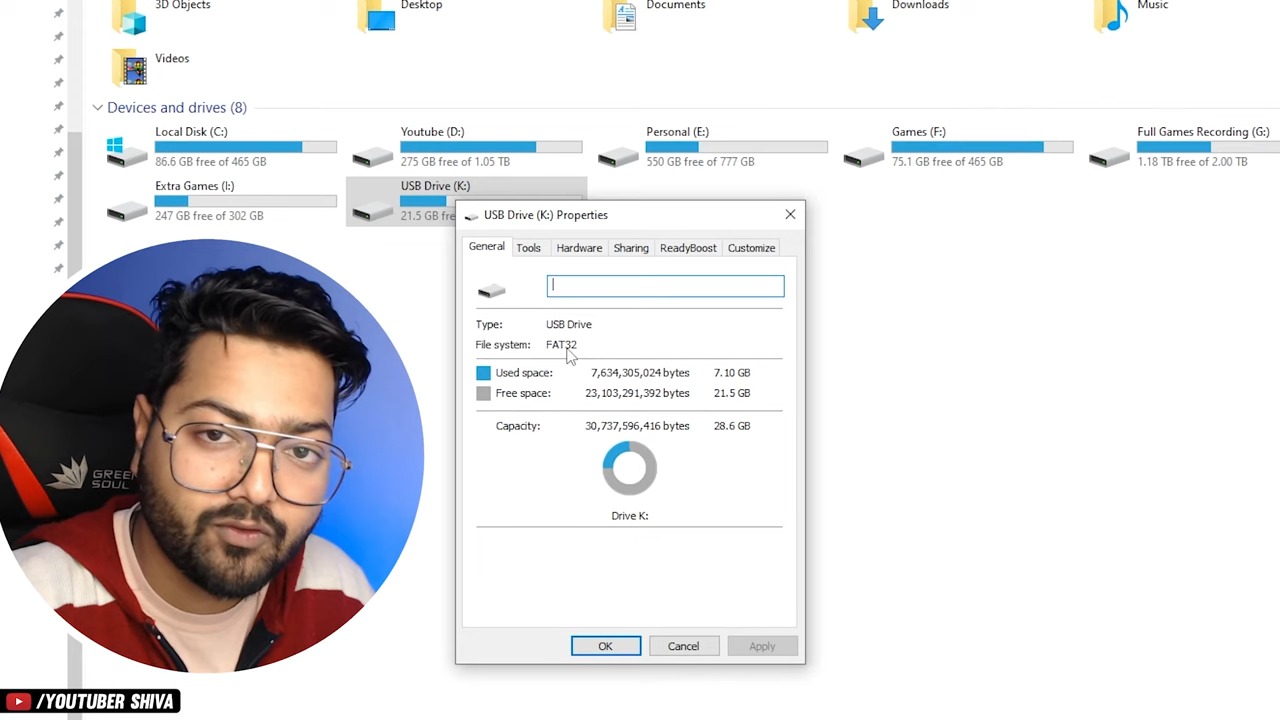 3D Objects
Desktop
Documents
Downloads
Music
Videos
Devices and drives (8)
Local Disk (C:)
86.6 GB free of 465 GB
Youtube (D:)
275 GB free of 1.05 TB
Personal (E:)
550 GB free of 777 GB
Games (F:)
75.1 GB free of 465 GB
Full Games Recording (G:)
1.18 TB free of 2.00 TB
Extra Games (I:)
247 GB free of 302 GB
USB Drive (K:)
21.5 GB fre
USB Drive (K:) Properties
General Tools Hardware Sharing ReadyBoost Customize
Type: USB Drive
File system: FAT32
Used space: 7,634,305,024 bytes 7.10 GB
Free space: 23,103,291,392 bytes 21.5 GB
Capacity: 30,737,596,416 bytes 28.6 GB
Drive K:
OK Cancel Apply
GREEN
SOUL
/YOUTUBER SHIVA